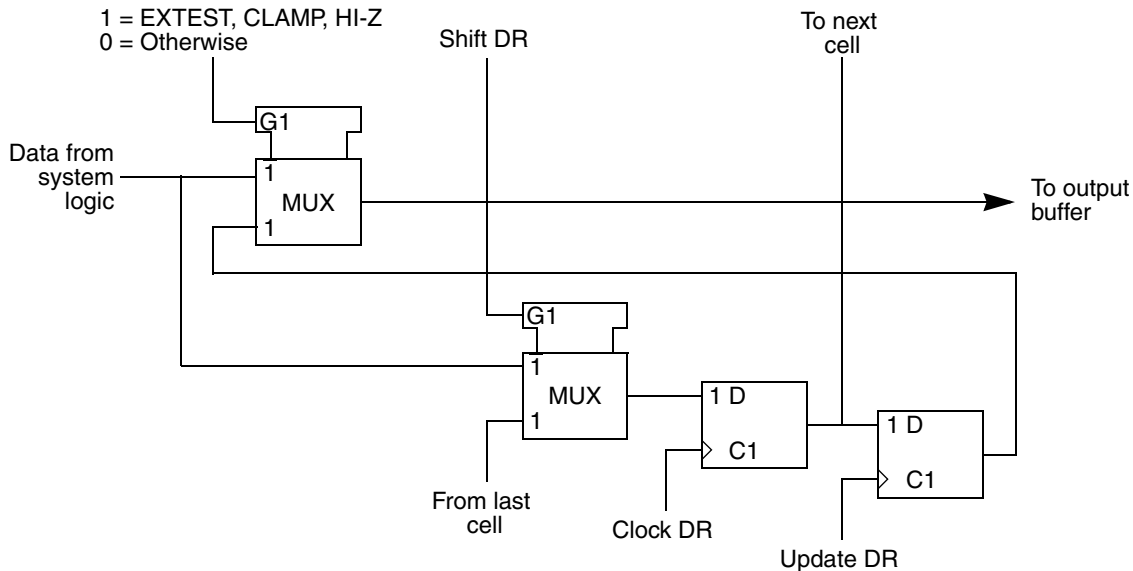 1 = EXTEST, CLAMP, HI-Z
0 = Otherwise
Shift DR
To next
cell
G1
Data from
system
logic
1
MUX
1
To output
buffer
G1
1
MUX
1
1 D
C1
1 D
C1
From last
cell
Clock DR
Update DR